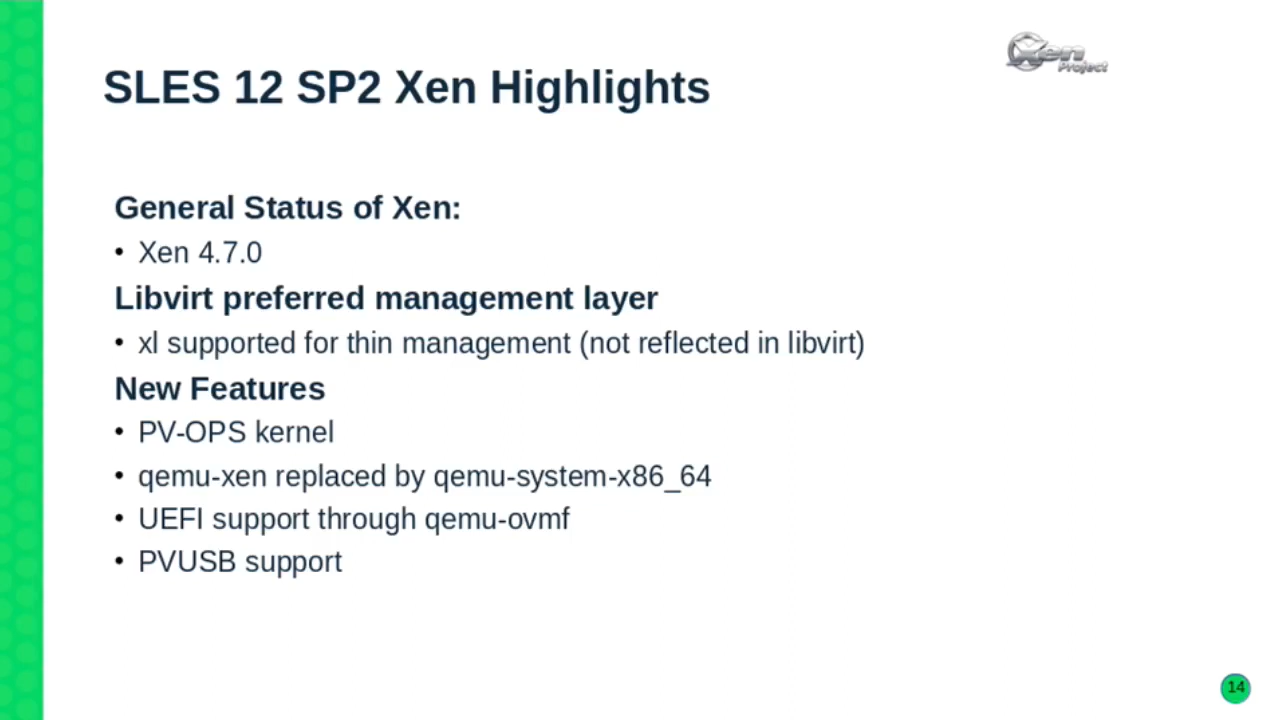 Xen
Project
SLES 12 SP2 Xen Highlights
General Status of Xen:
• Xen 4.7.0
Libvirt preferred management layer
• xl supported for thin management (not reflected in libvirt)
New Features
• PV-OPS kernel
• qemu-xen replaced by qemu-system-x86_64
• UEFI support through qemu-ovmf
• PVUSB support
14